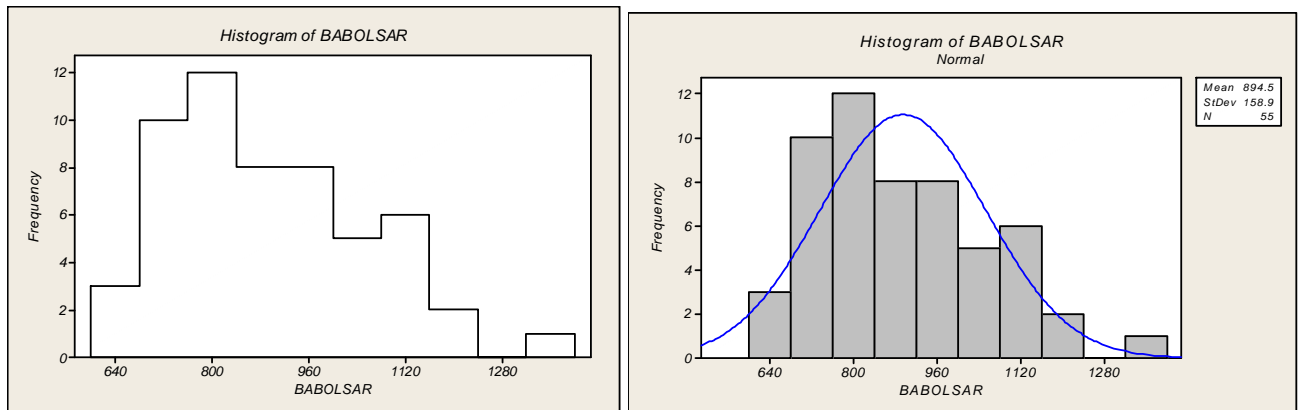 Histogram of BABOLSAR
12
10
8
6
4
2
0
Frequency
640 800 960 1120 1280
BABOLSAR
Histogram of BABOLSAR
Normal
12
10
8
6
4
2
0
Frequency
640 800 960 1120 1280
BABOLSAR
Mean 894.5
StDev 158.9
N 55